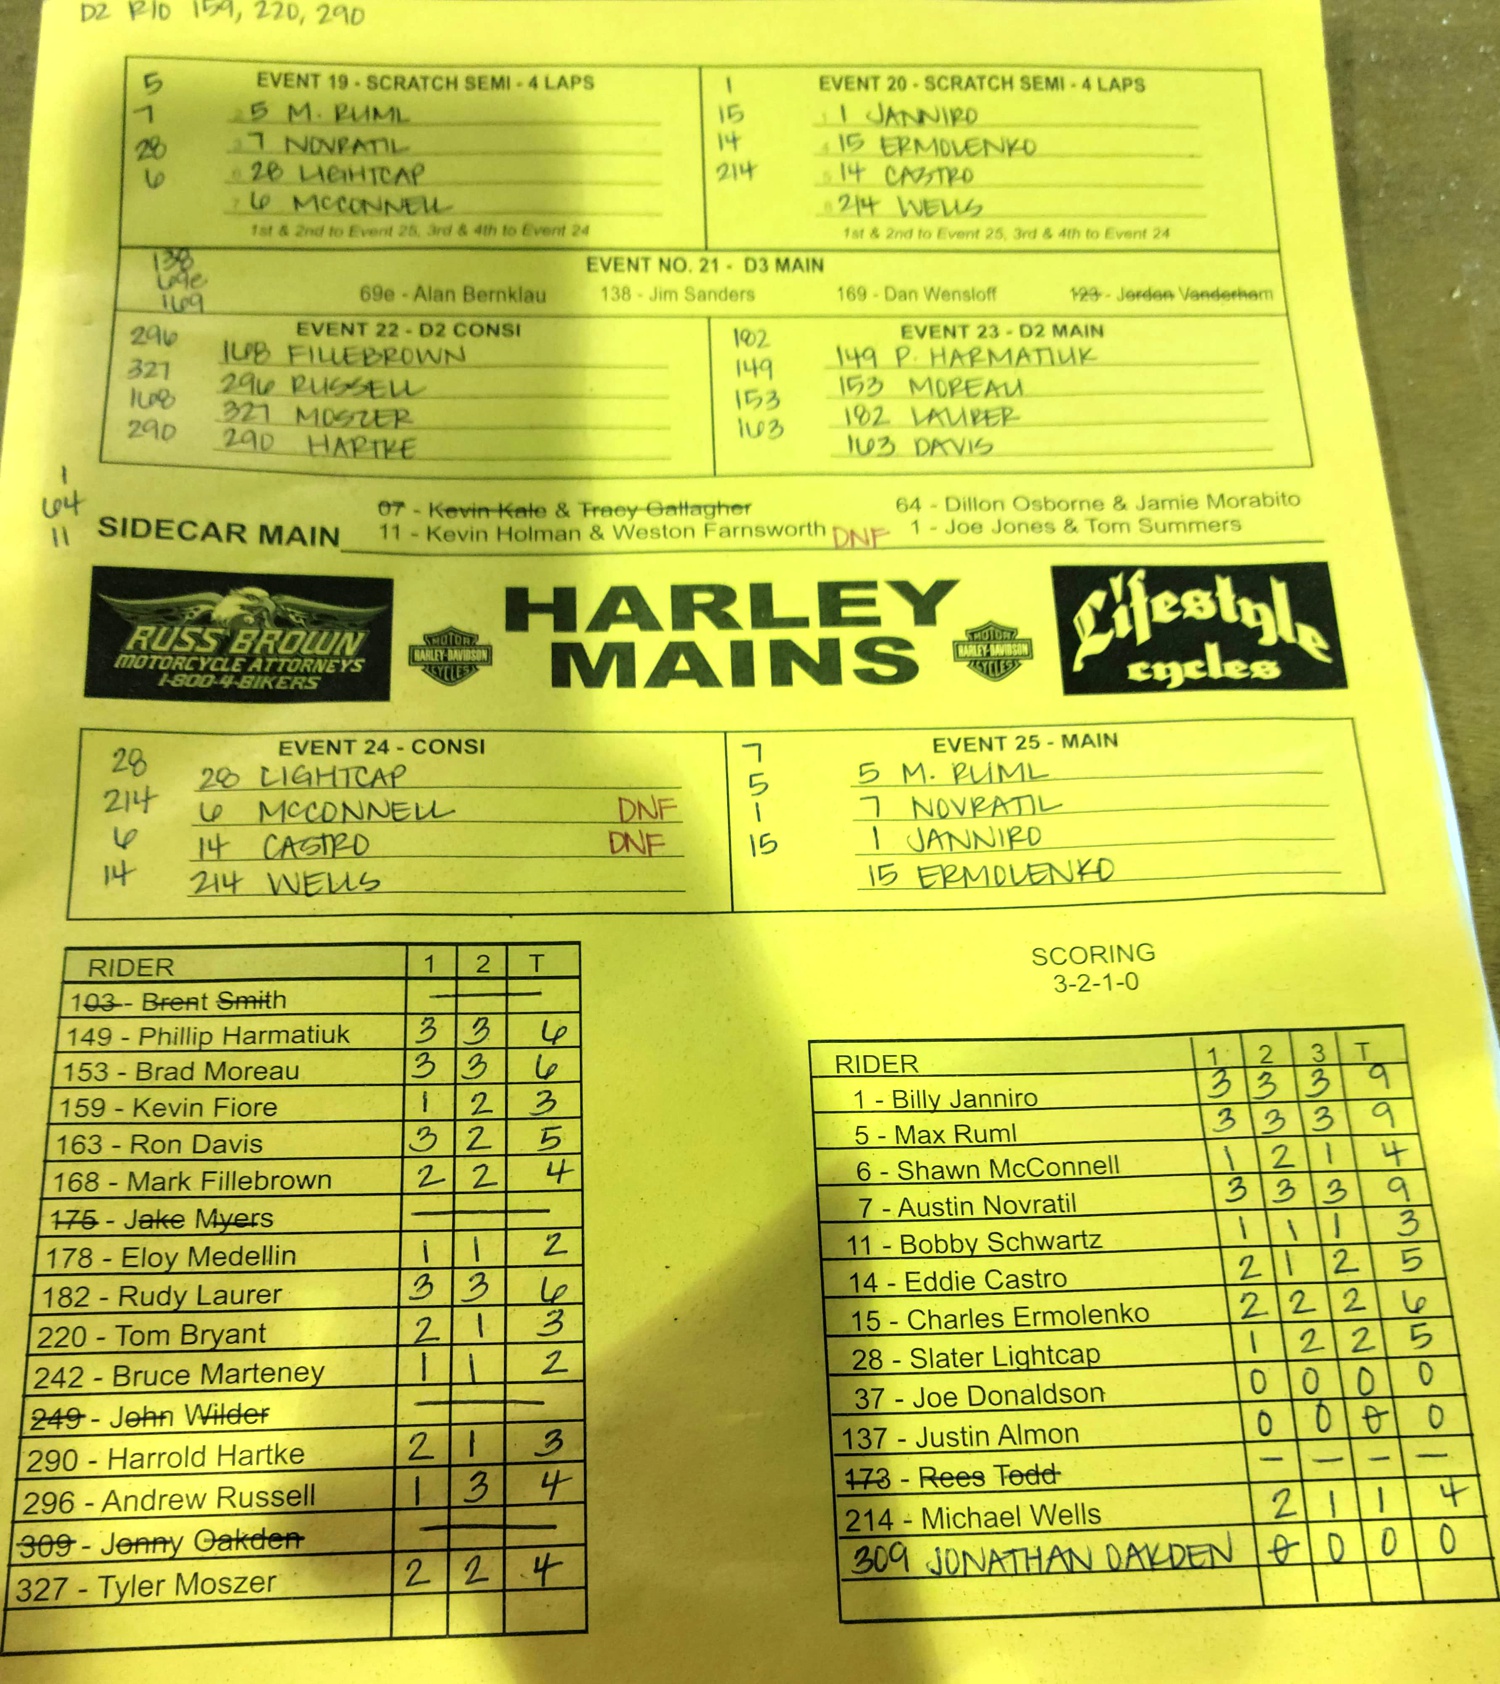 D2 R/O 159, 220, 290
5 EVENT 19 - SCRATCH SEMI - 4 LAPS
7 5 M. RUML
28 7 NOVRATIL
6 28 LIGHTCAP
6 MCCONNELL
1st & 2nd to Event 25, 3rd & 4th to Event 24
1 EVENT 20 - SCRATCH SEMI - 4 LAPS
15 1 JANNIRO
14 15 ERMOLENKO
214 14 CASTRO
214 WELLS
1st & 2nd to Event 25, 3rd & 4th to Event 24
138
69e
169
EVENT NO. 21 - D3 MAIN
69e - Alan Bernklau 138 - Jim Sanders 169 - Dan Wensloff 123 - Jordan Vanderham
296 EVENT 22 - D2 CONSI
327 168 FILLEBROWN
168 296 RUSSELL
290 327 MOSZER
290 HARTKE
182 EVENT 23 - D2 MAIN
149 149 P. HARMATIUK
153 153 MOREAU
163 182 LAURER
163 DAVIS
1
64
11
SIDECAR MAIN
07 - Kevin Kale & Tracy Gallagher 64 - Dillon Osborne & Jamie Morabito
11 - Kevin Holman & Weston Farnsworth DNF 1 - Joe Jones & Tom Summers
RUSS BROWN
MOTORCYCLE ATTORNEYS
1-800-4-BIKERS
MOTOR
HARLEY-DAVIDSON
CYCLES
HARLEY
MAINS
MOTOR
HARLEY-DAVIDSON
CYCLES
Lifestyle
cycles
28 EVENT 24 - CONSI
214 28 LIGHTCAP
6 6 MCCONNELL DNF
14 14 CASTRO DNF
214 WELLS
7 EVENT 25 - MAIN
5 5 M. RUML
1 7 NOVRATIL
15 1 JANNIRO
15 ERMOLENKO
RIDER 1 2 T
103 - Brent Smith
149 - Phillip Harmatiuk 3 3 6
153 - Brad Moreau 3 3 6
159 - Kevin Fiore 1 2 3
163 - Ron Davis 3 2 5
168 - Mark Fillebrown 2 2 4
175 - Jake Myers
178 - Eloy Medellin 1 1 2
182 - Rudy Laurer 3 3 6
220 - Tom Bryant 2 1 3
242 - Bruce Marteney 1 1 2
249 - John Wilder
290 - Harrold Hartke 2 1 3
296 - Andrew Russell 1 3 4
309 - Jonny Oakden
327 - Tyler Moszer 2 2 4
SCORING
3-2-1-0
RIDER 1 2 3 T
1 - Billy Janniro 3 3 3 9
5 - Max Ruml 3 3 3 9
6 - Shawn McConnell 1 2 1 4
7 - Austin Novratil 3 3 3 9
11 - Bobby Schwartz 1 1 1 3
14 - Eddie Castro 2 1 2 5
15 - Charles Ermolenko 2 2 2 6
28 - Slater Lightcap 1 2 2 5
37 - Joe Donaldson 0 0 0 0
137 - Justin Almon 0 0 0 0
173 - Rees Todd - - - -
214 - Michael Wells 2 1 1 4
309 JONATHAN OAKDEN 0 0 0 0